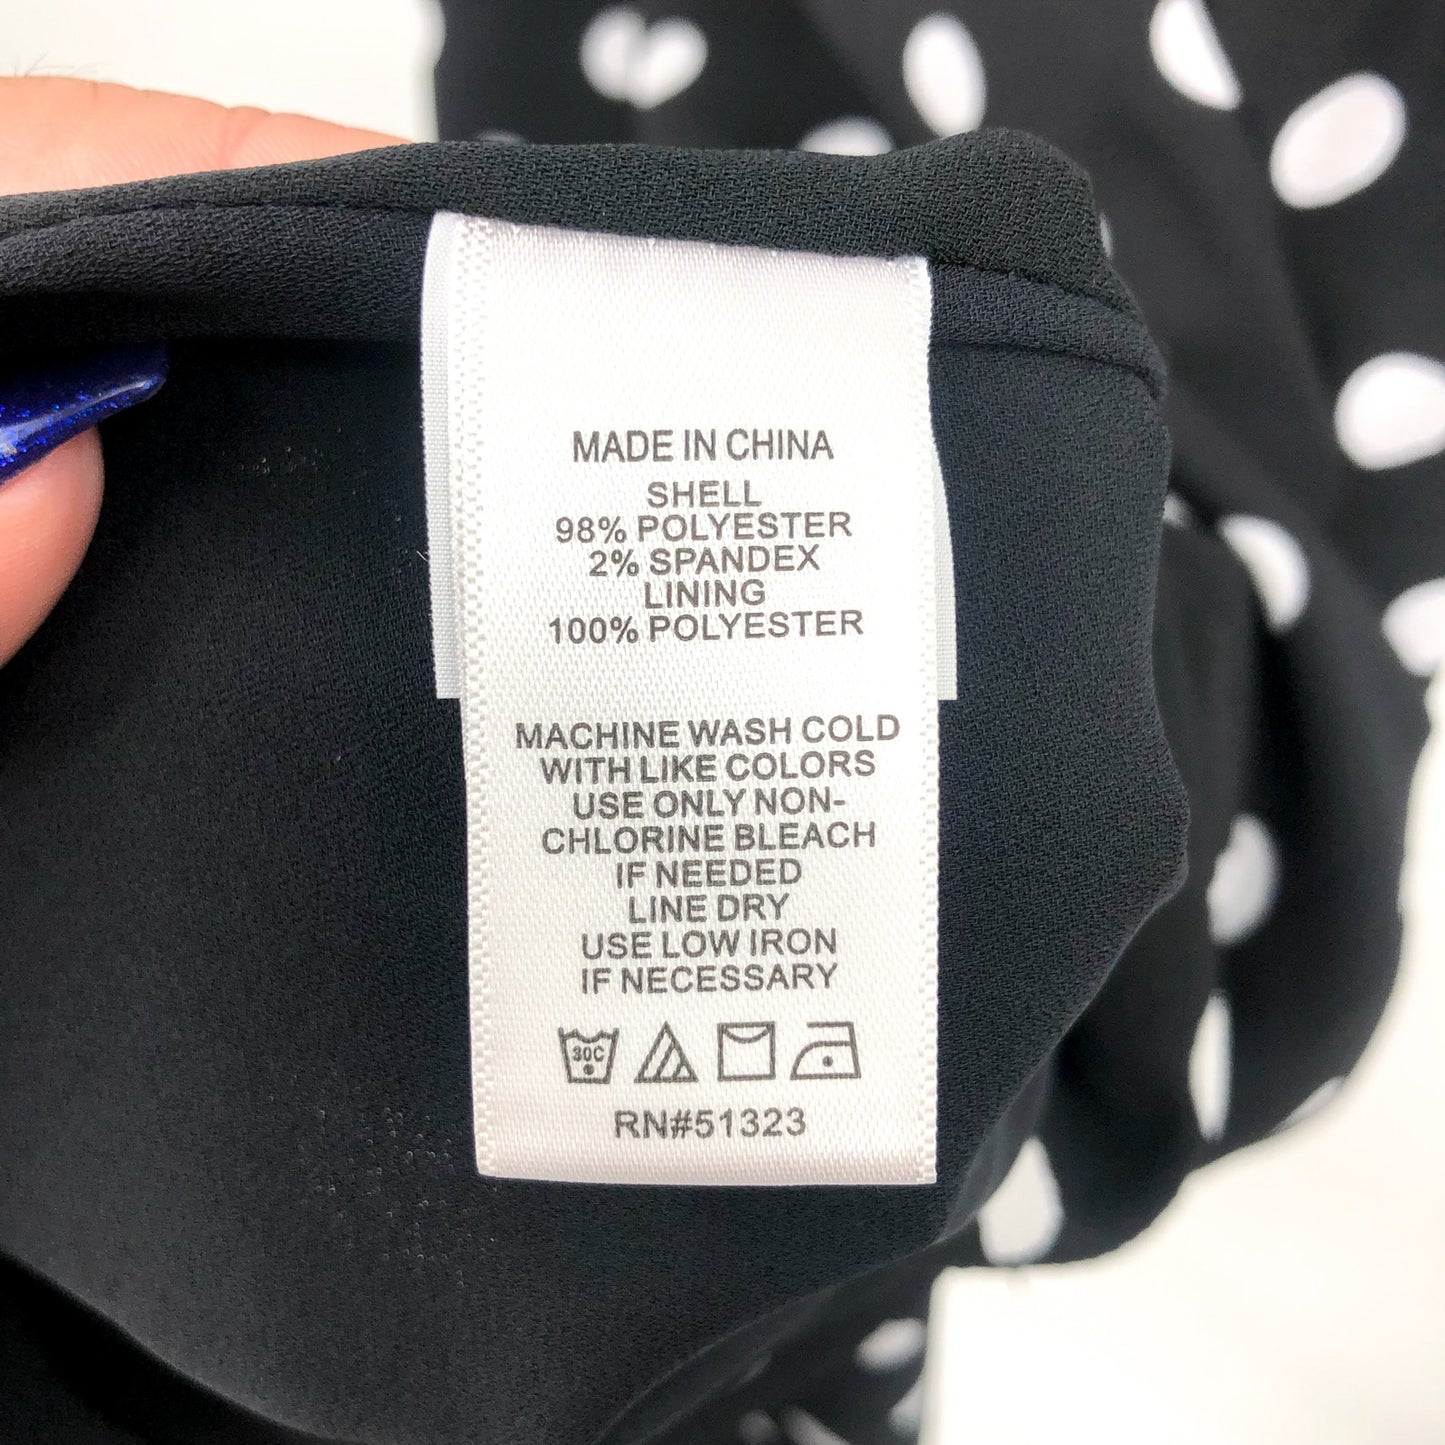 MADE IN CHINA
SHELL
98% POLYESTER
2% SPANDEX
LINING
100% POLYESTER
MACHINE WASH COLD
WITH LIKE COLORS
USE ONLY NON-
CHLORINE BLEACH
IF NEEDED
LINE DRY
USE LOW IRON
IF NECESSARY
30C
RN#51323